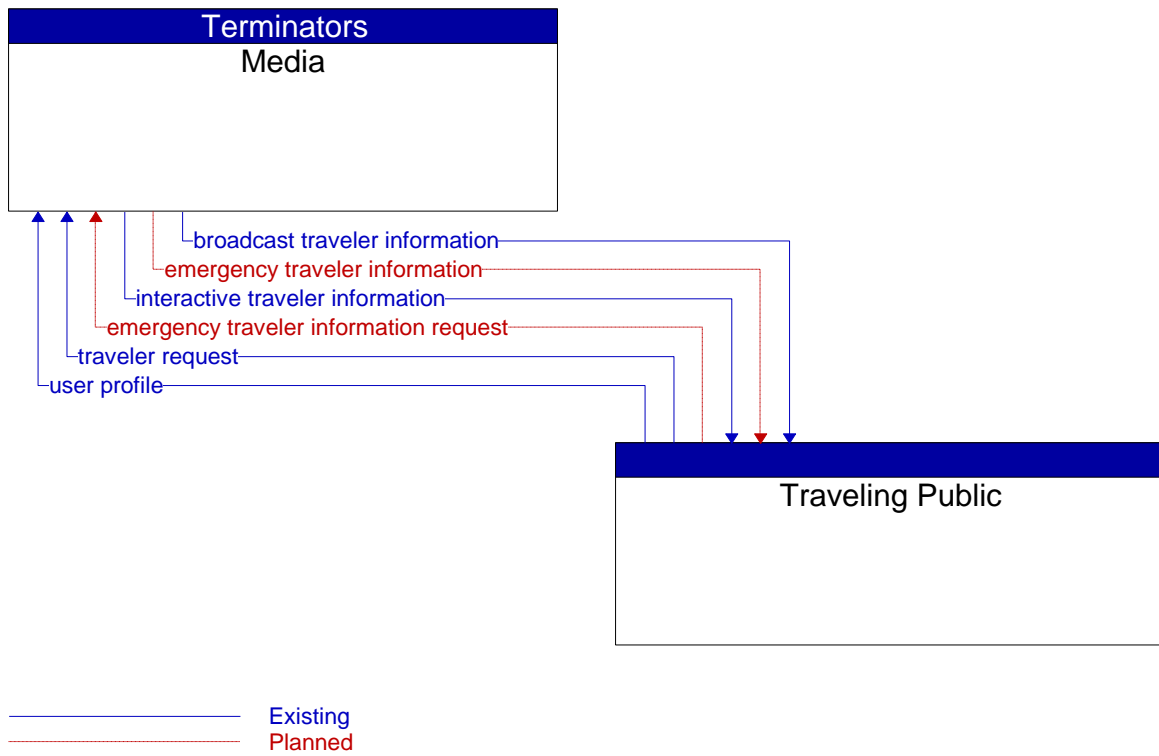 Terminators
Media
broadcast traveler information
emergency traveler information
interactive traveler information
emergency traveler information request
traveler request
user profile
Traveling Public
Existing
Planned